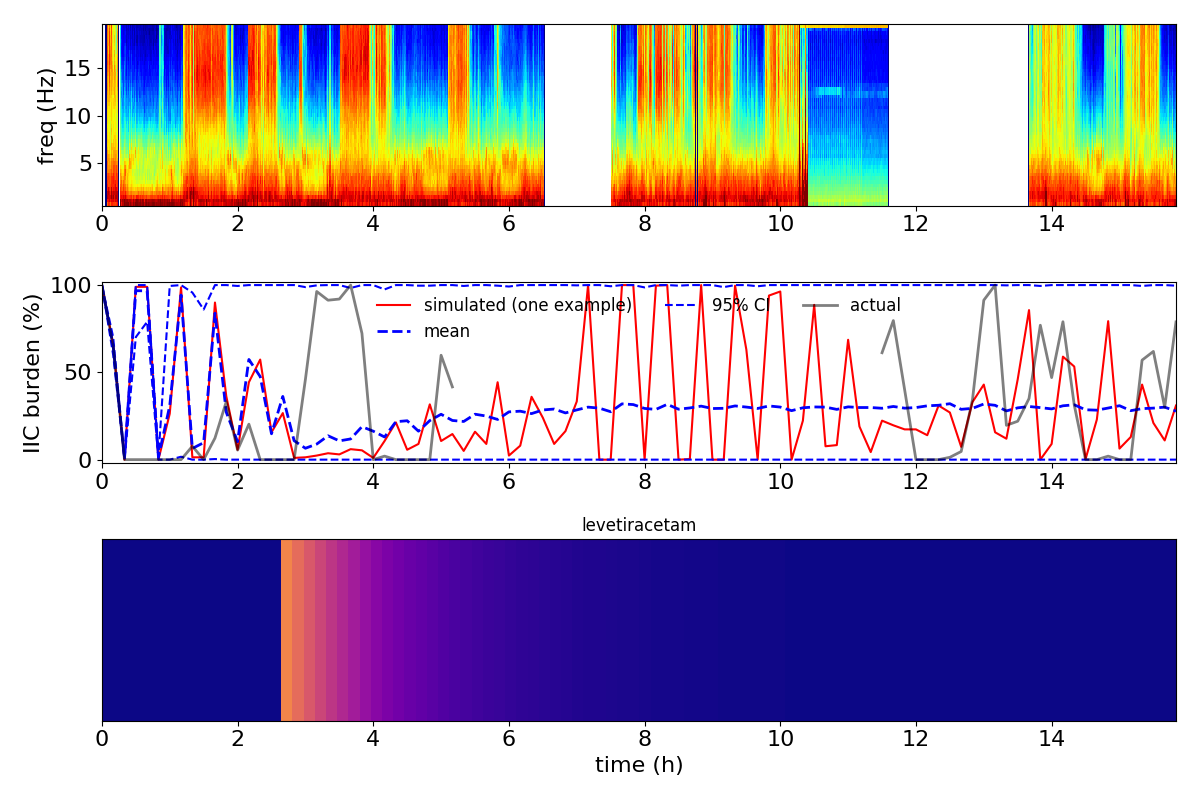 freq (Hz)
15
10
5
0 2 4 6 8 10 12 14
IIC burden (%)
100
50
0
simulated (one example) 95% CI actual
mean
0 2 4 6 8 10 12 14
levetiracetam
0 2 4 6 8 10 12 14
time (h)